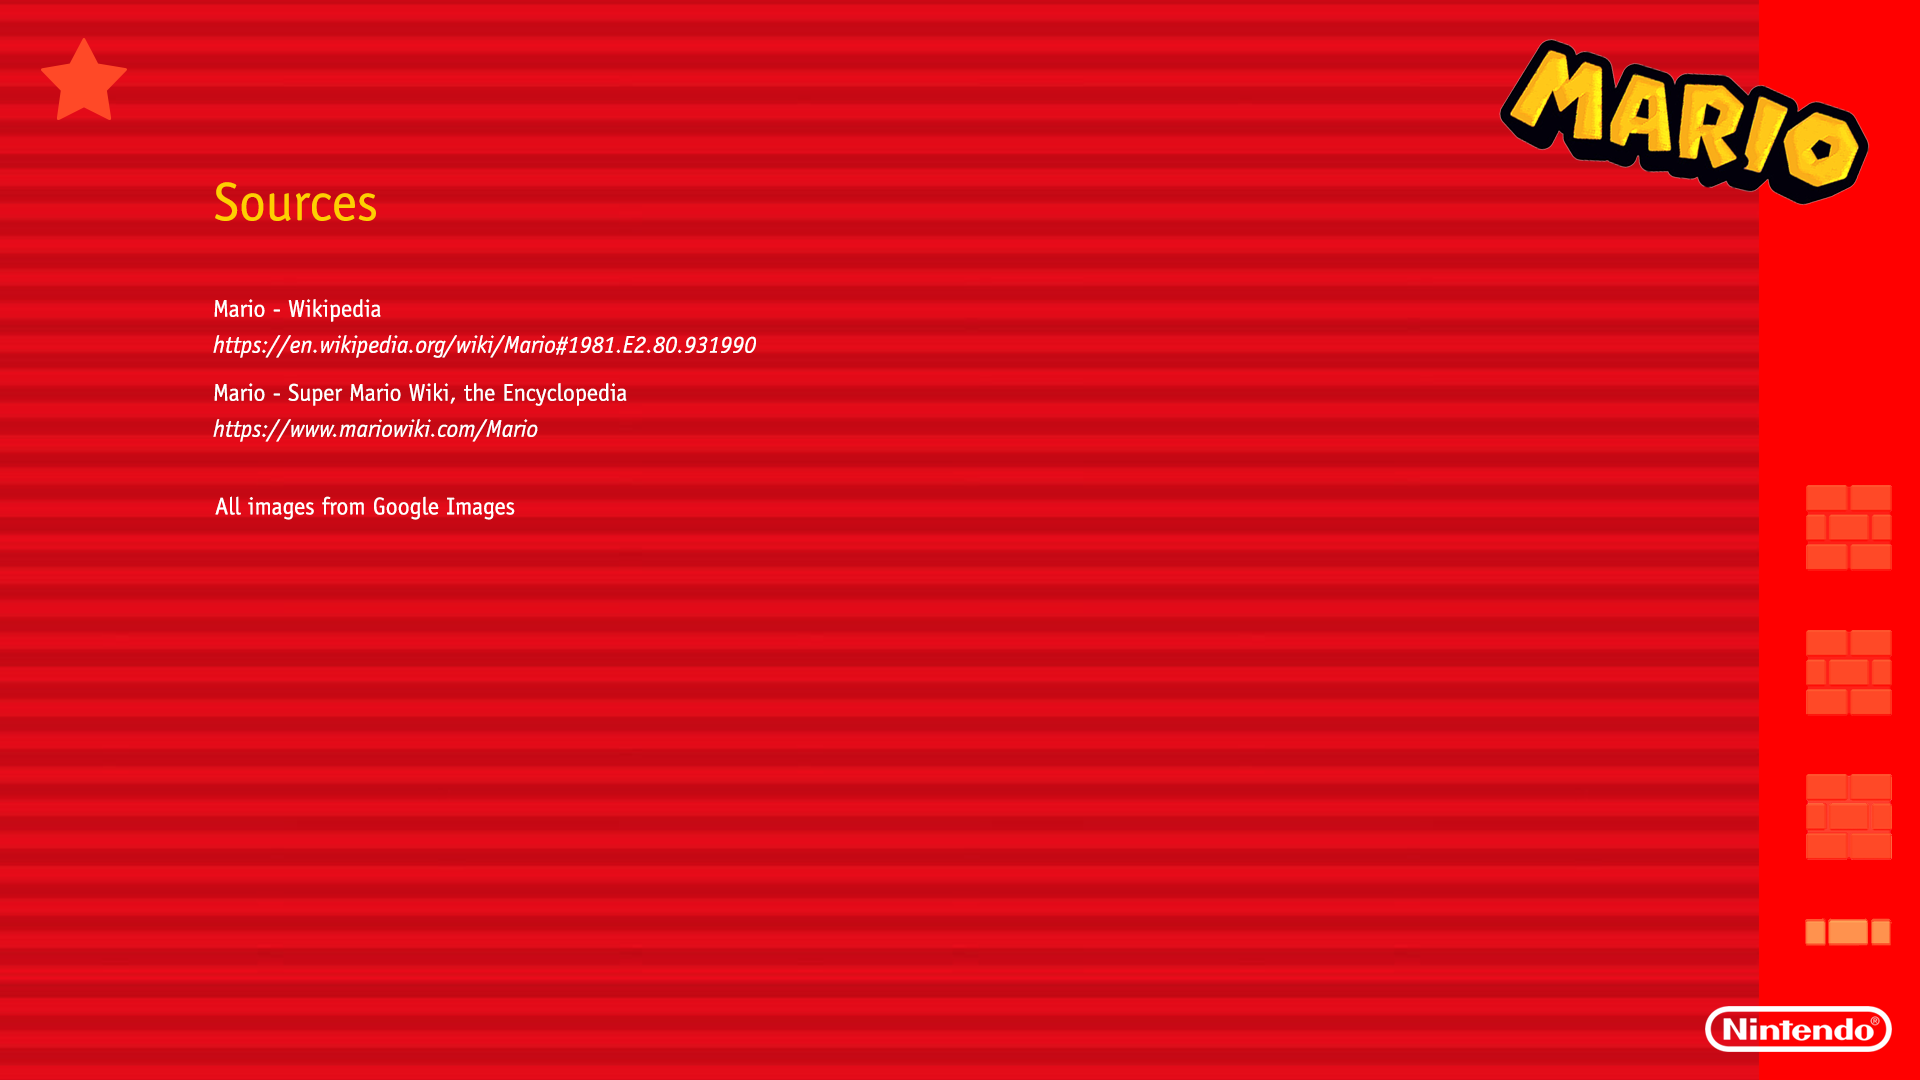 MARIO
Sources
Mario - Wikipedia
https://en.wikipedia.org/wiki/Mario#1981.E2.80.931990
Mario - Super Mario Wiki, the Encyclopedia
https://www.mariowiki.com/Mario
All images from Google Images
Nintendo®